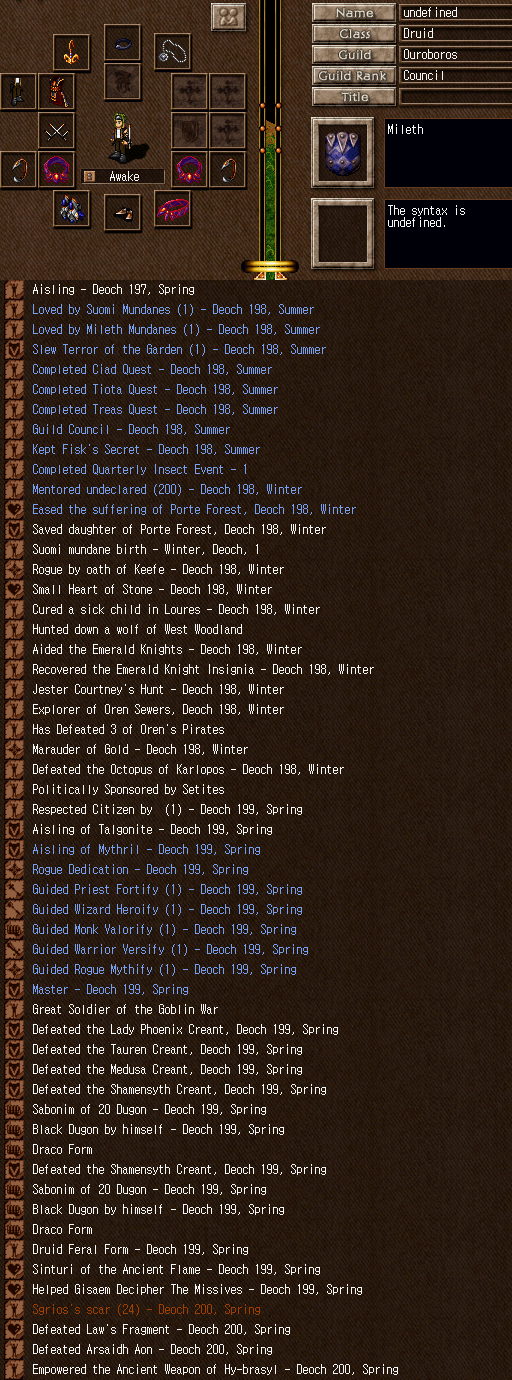 Name
undefined
Class
Druid
Guild
Ouroboros
Guild Rank
Council
Title
Mileth
Awake
The syntax is
undefined.
Aisling - Deoch 197, Spring
Loved by Suomi Mundanes (1) - Deoch 198, Summer
Loved by Mileth Mundanes (1) - Deoch 198, Summer
Slew Terror of the Garden (1) - Deoch 198, Summer
Completed Ciad Quest - Deoch 198, Summer
Completed Tiota Quest - Deoch 198, Summer
Completed Treas Quest - Deoch 198, Summer
Guild Council - Deoch 198, Summer
Kept Fisk's Secret - Deoch 198, Summer
Completed Quarterly Insect Event - 1
Mentored undeclared (200) - Deoch 198, Winter
Eased the suffering of Porte Forest, Deoch 198, Winter
Saved daughter of Porte Forest, Deoch 198, Winter
Suomi mundane birth - Winter, Deoch, 1
Rogue by oath of Keefe - Deoch 198, Winter
Small Heart of Stone - Deoch 198, Winter
Cured a sick child in Loures - Deoch 198, Winter
Hunted down a wolf of West Woodland
Aided the Emerald Knights - Deoch 198, Winter
Recovered the Emerald Knight Insignia - Deoch 198, Winter
Jester Courtney's Hunt - Deoch 198, Winter
Explorer of Oren Sewers, Deoch 198, Winter
Has Defeated 3 of Oren's Pirates
Marauder of Gold - Deoch 198, Winter
Defeated the Octopus of Karlopos - Deoch 198, Winter
Politically Sponsored by Setites
Respected Citizen by  (1) - Deoch 199, Spring
Aisling of Talgonite - Deoch 199, Spring
Aisling of Mythril - Deoch 199, Spring
Rogue Dedication - Deoch 199, Spring
Guided Priest Fortify (1) - Deoch 199, Spring
Guided Wizard Heroify (1) - Deoch 199, Spring
Guided Monk Valorify (1) - Deoch 199, Spring
Guided Warrior Versify (1) - Deoch 199, Spring
Guided Rogue Mythify (1) - Deoch 199, Spring
Master - Deoch 199, Spring
Great Soldier of the Goblin War
Defeated the Lady Phoenix Creant, Deoch 199, Spring
Defeated the Tauren Creant, Deoch 199, Spring
Defeated the Medusa Creant, Deoch 199, Spring
Defeated the Shamensyth Creant, Deoch 199, Spring
Sabonim of 20 Dugon - Deoch 199, Spring
Black Dugon by himself - Deoch 199, Spring
Draco Form
Defeated the Shamensyth Creant, Deoch 199, Spring
Sabonim of 20 Dugon - Deoch 199, Spring
Black Dugon by himself - Deoch 199, Spring
Draco Form
Druid Feral Form - Deoch 199, Spring
Sinturi of the Ancient Flame - Deoch 199, Spring
Helped Gisaem Decipher The Missives - Deoch 199, Spring
Sgrios's scar (24) - Deoch 200, Spring
Defeated Law's Fragment - Deoch 200, Spring
Defeated Arsaidh Aon - Deoch 200, Spring
Empowered the Ancient Weapon of Hy-brasyl - Deoch 200, Spring